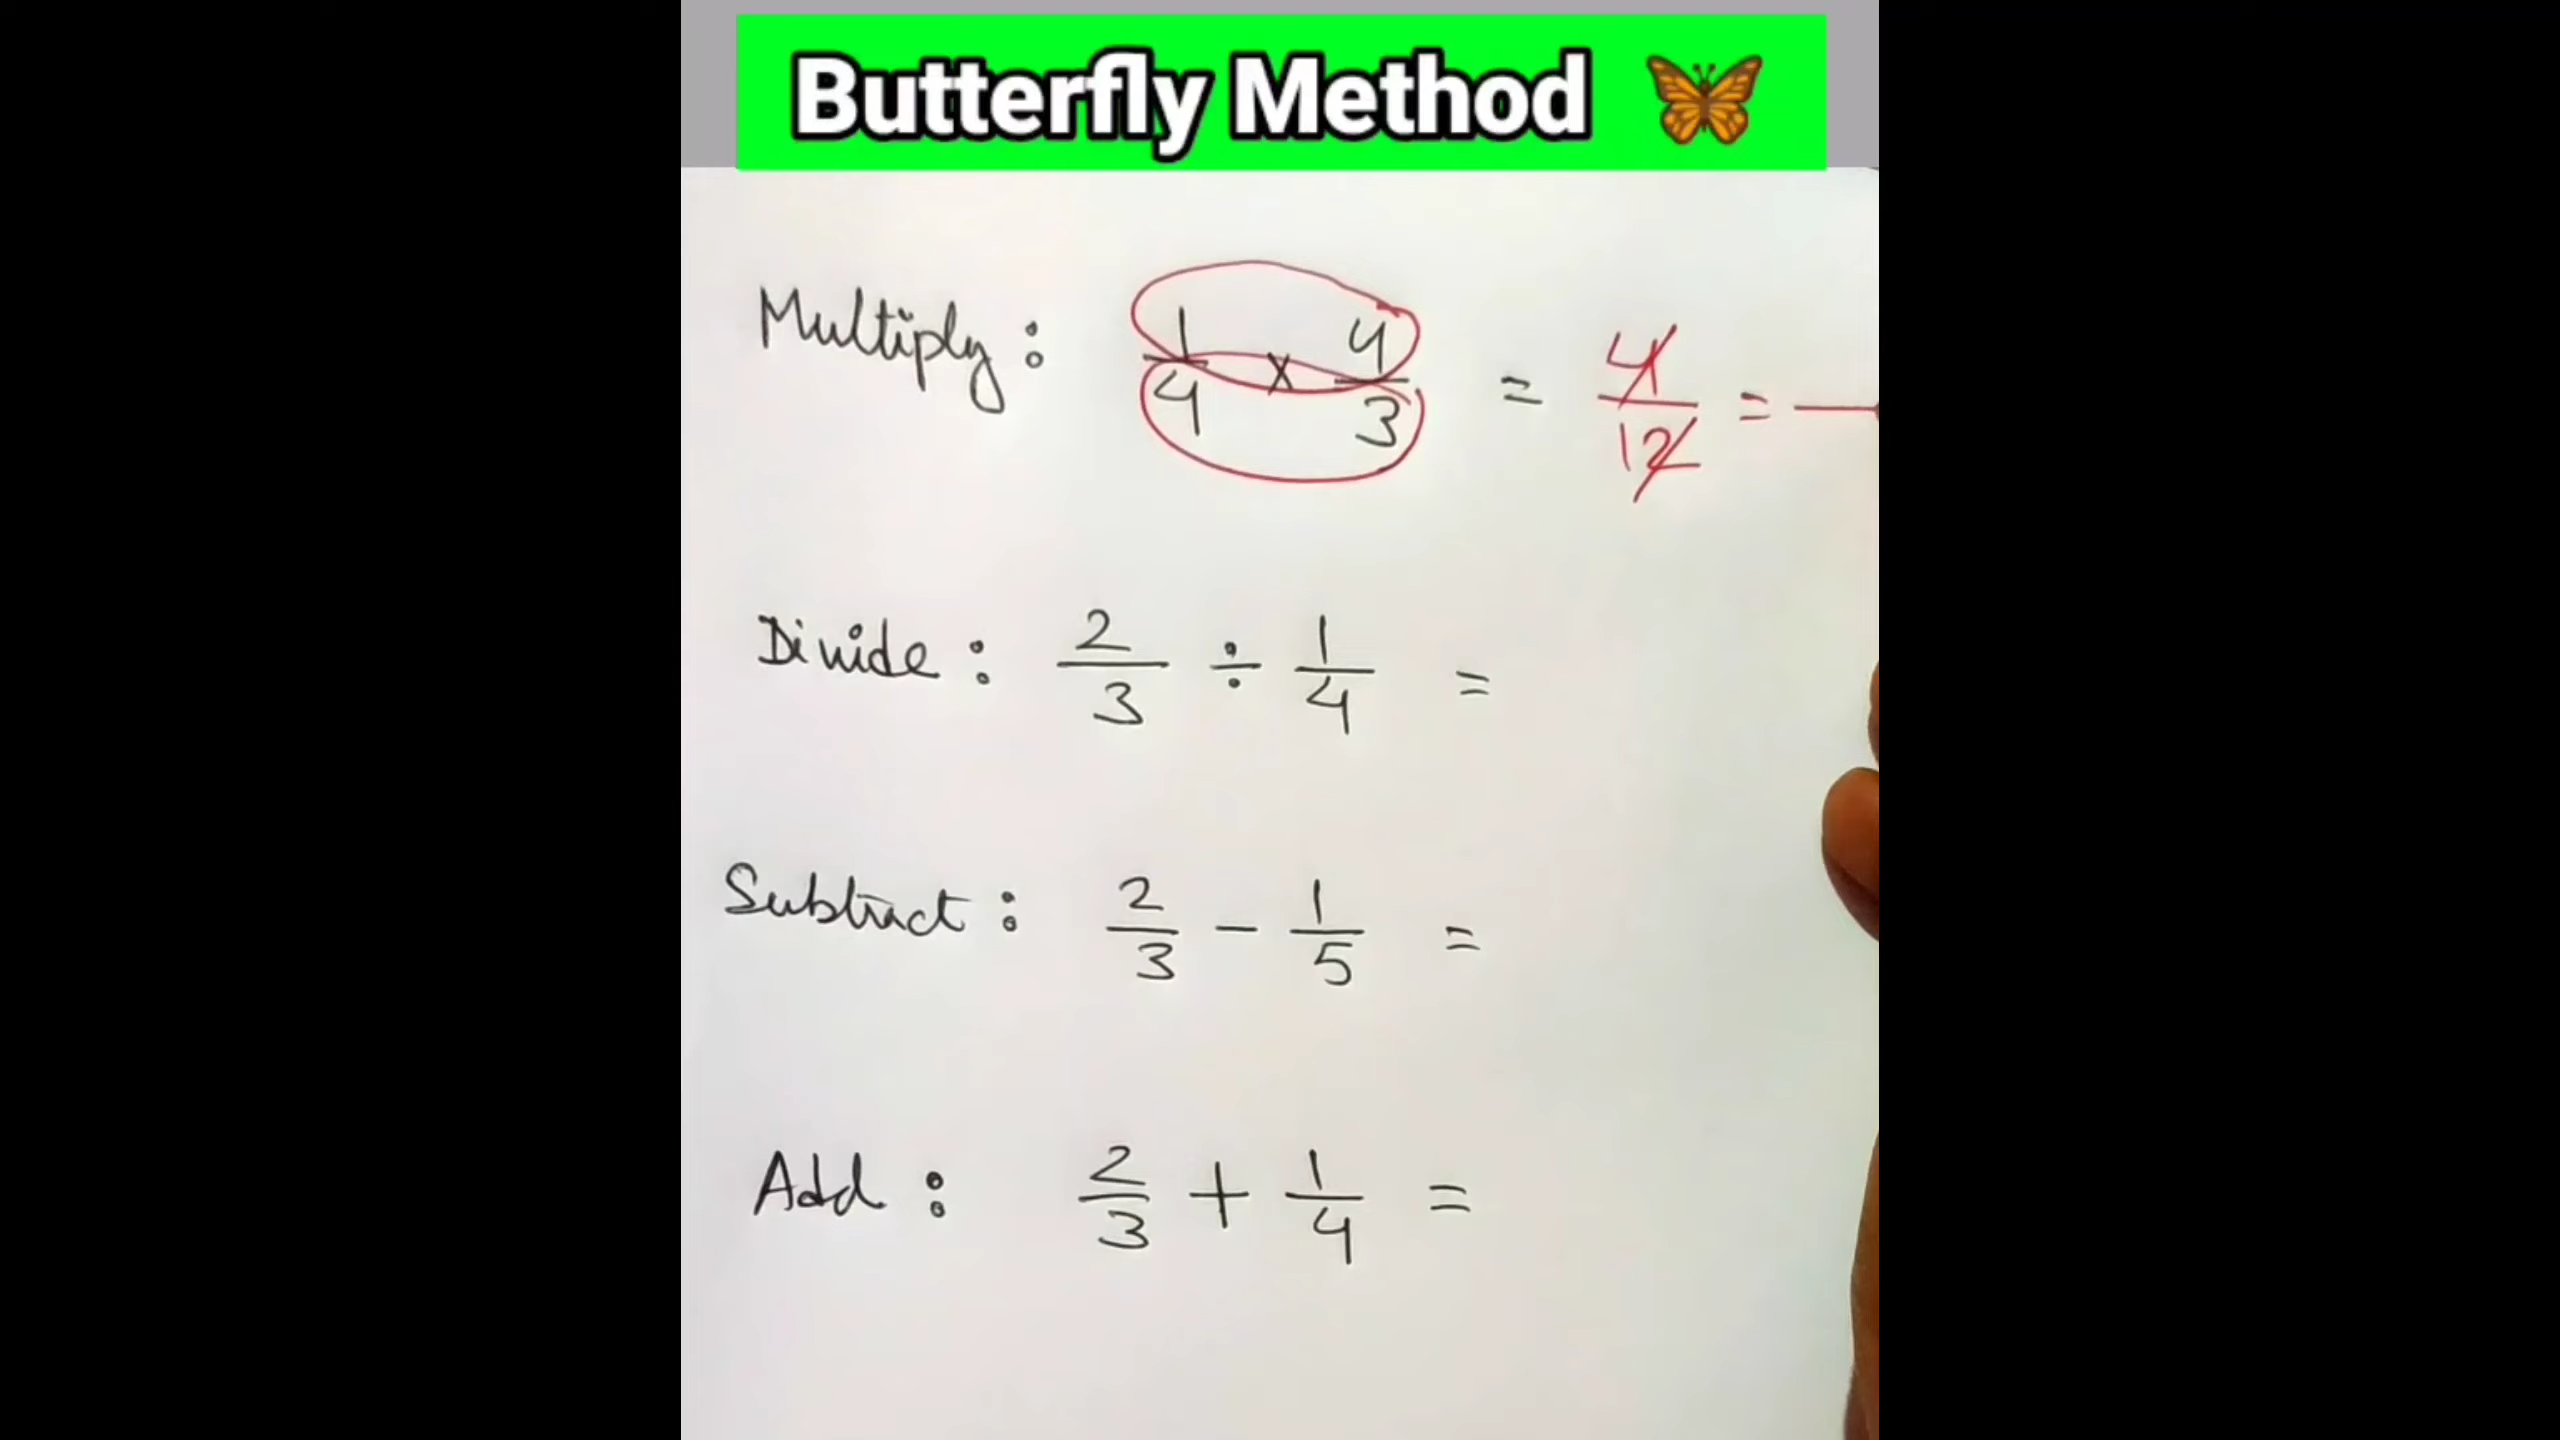 Butterfly Method 🦋
Multiply : 1/4 × 4/3 = 4/12 =
Divide : 2/3 ÷ 1/4 =
Subtract : 2/3 - 1/5 =
Add : 2/3 + 1/4 =